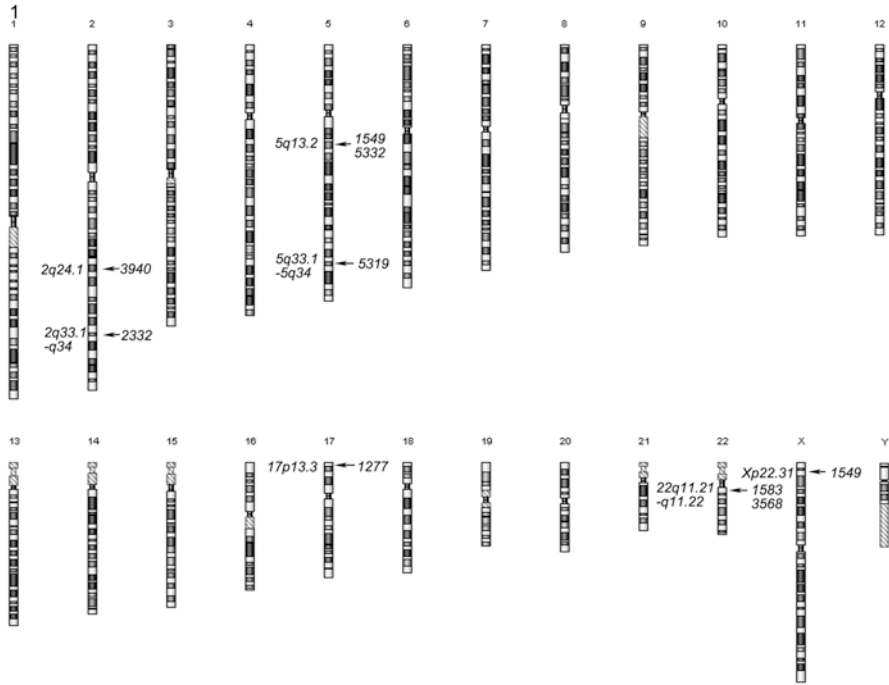 1
1 2 3 4 5 6 7 8 9 10 11 12
5q13.2 1549
5332
5q33.1
-5q34 5319
2q24.1 3940
2q33.1
-q34 2332
13 14 15 16 17 18 19 20 21 22 X Y
17p13.3 1277
Xp22.31 1549
22q11.21
-q11.22 1583
3568